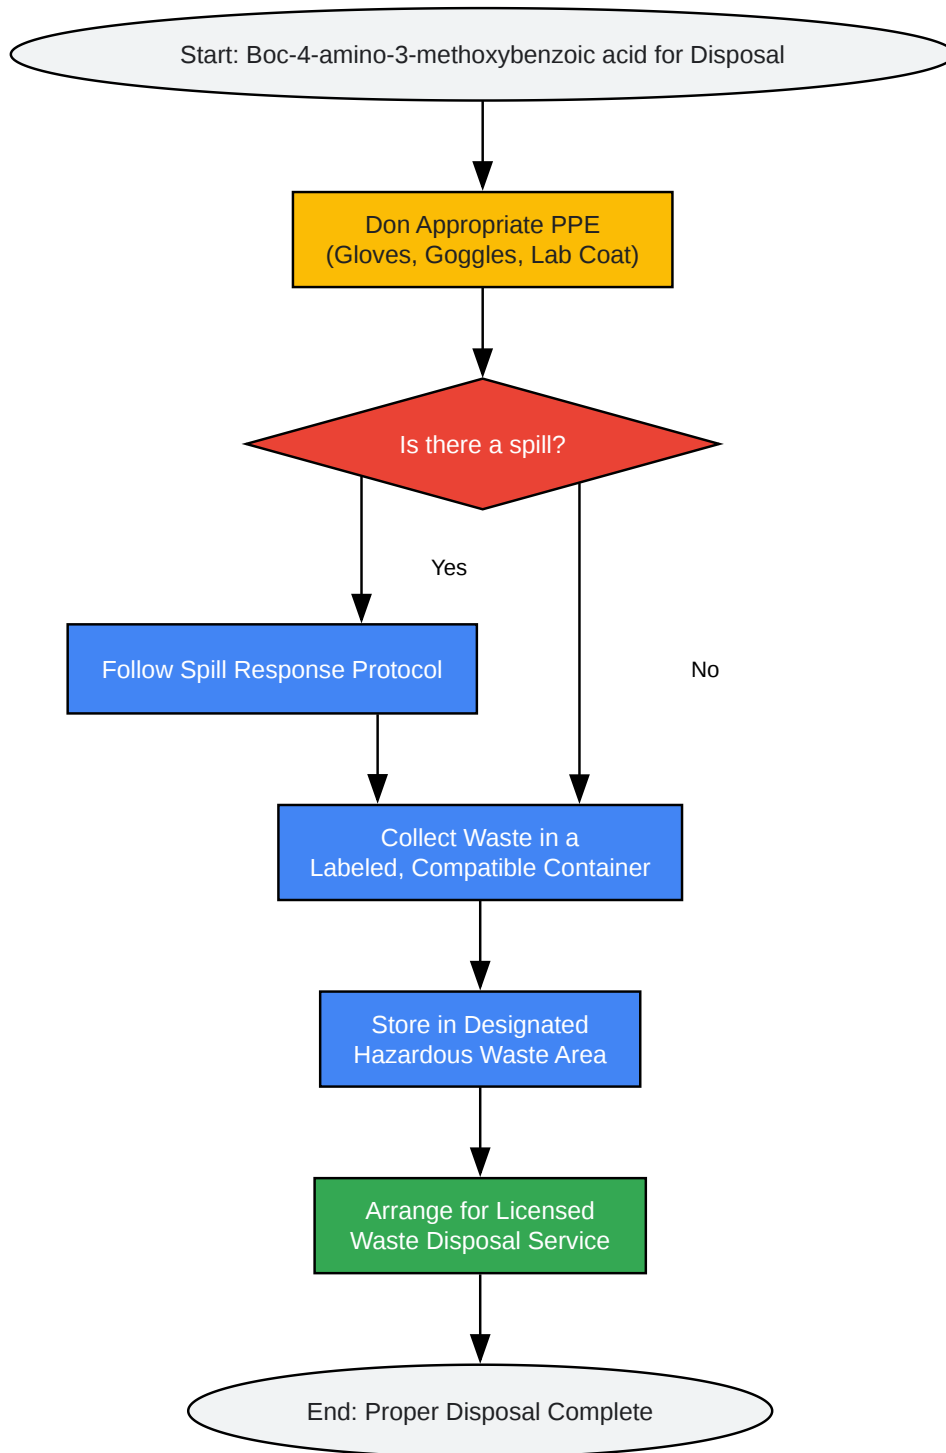 Start: Boc-4-amino-3-methoxybenzoic acid for Disposal
Don Appropriate PPE
(Gloves, Goggles, Lab Coat)
Is there a spill?
Yes
Follow Spill Response Protocol
No
Collect Waste in a
Labeled, Compatible Container
Store in Designated
Hazardous Waste Area
Arrange for Licensed
Waste Disposal Service
End: Proper Disposal Complete